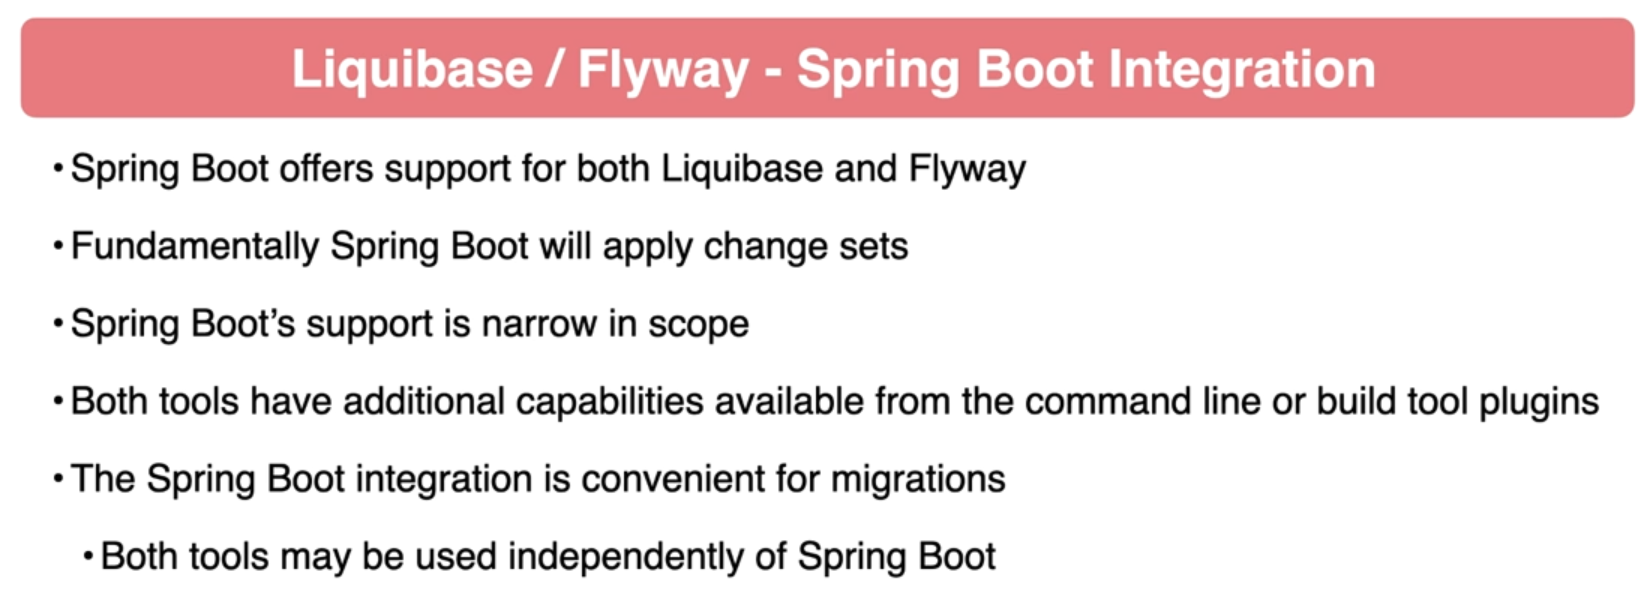 Liquibase / Flyway - Spring Boot Integration
• Spring Boot offers support for both Liquibase and Flyway
• Fundamentally Spring Boot will apply change sets
• Spring Boot’s support is narrow in scope
• Both tools have additional capabilities available from the command line or build tool plugins
• The Spring Boot integration is convenient for migrations
• Both tools may be used independently of Spring Boot